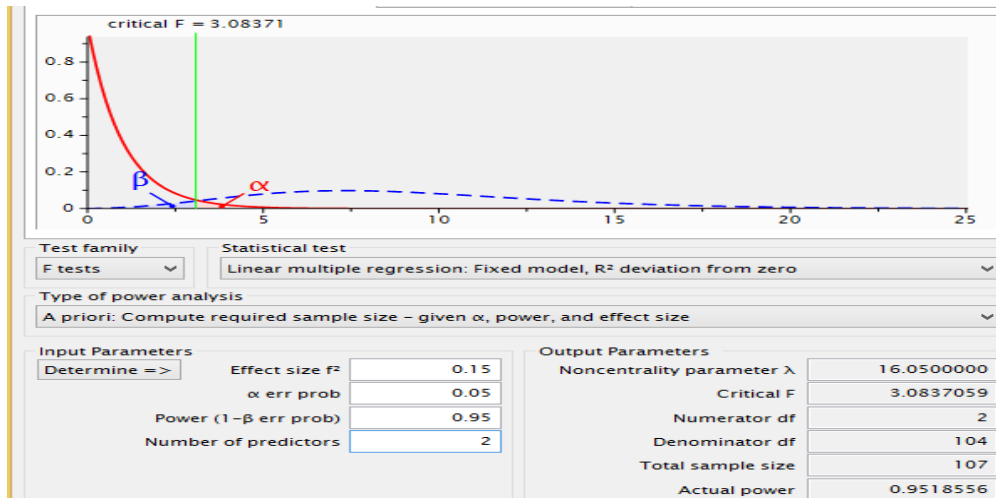 critical F = 3.08371
0.8
0.6
0.4
0.2
0
β
α
0 5 10 15 20 25
Test family Statistical test
F tests Linear multiple regression: Fixed model, R² deviation from zero
Type of power analysis
A priori: Compute required sample size – given α, power, and effect size
Input Parameters Output Parameters
Determine => Effect size f² 0.15 Noncentrality parameter λ 16.0500000
α err prob 0.05 Critical F 3.0837059
Power (1-β err prob) 0.95 Numerator df 2
Number of predictors 2 Denominator df 104
Total sample size 107
Actual power 0.9518556